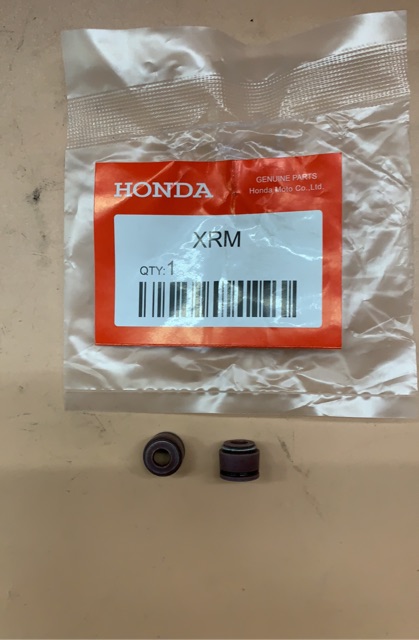 HONDA
GENUINE PARTS
Honda Moto Co.,Ltd.
XRM
QTY:1